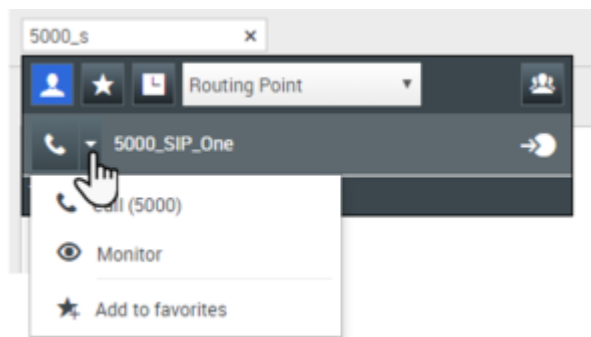 5000_s
Routing Point
5000_SIP_One
Call (5000)
Monitor
Add to favorites